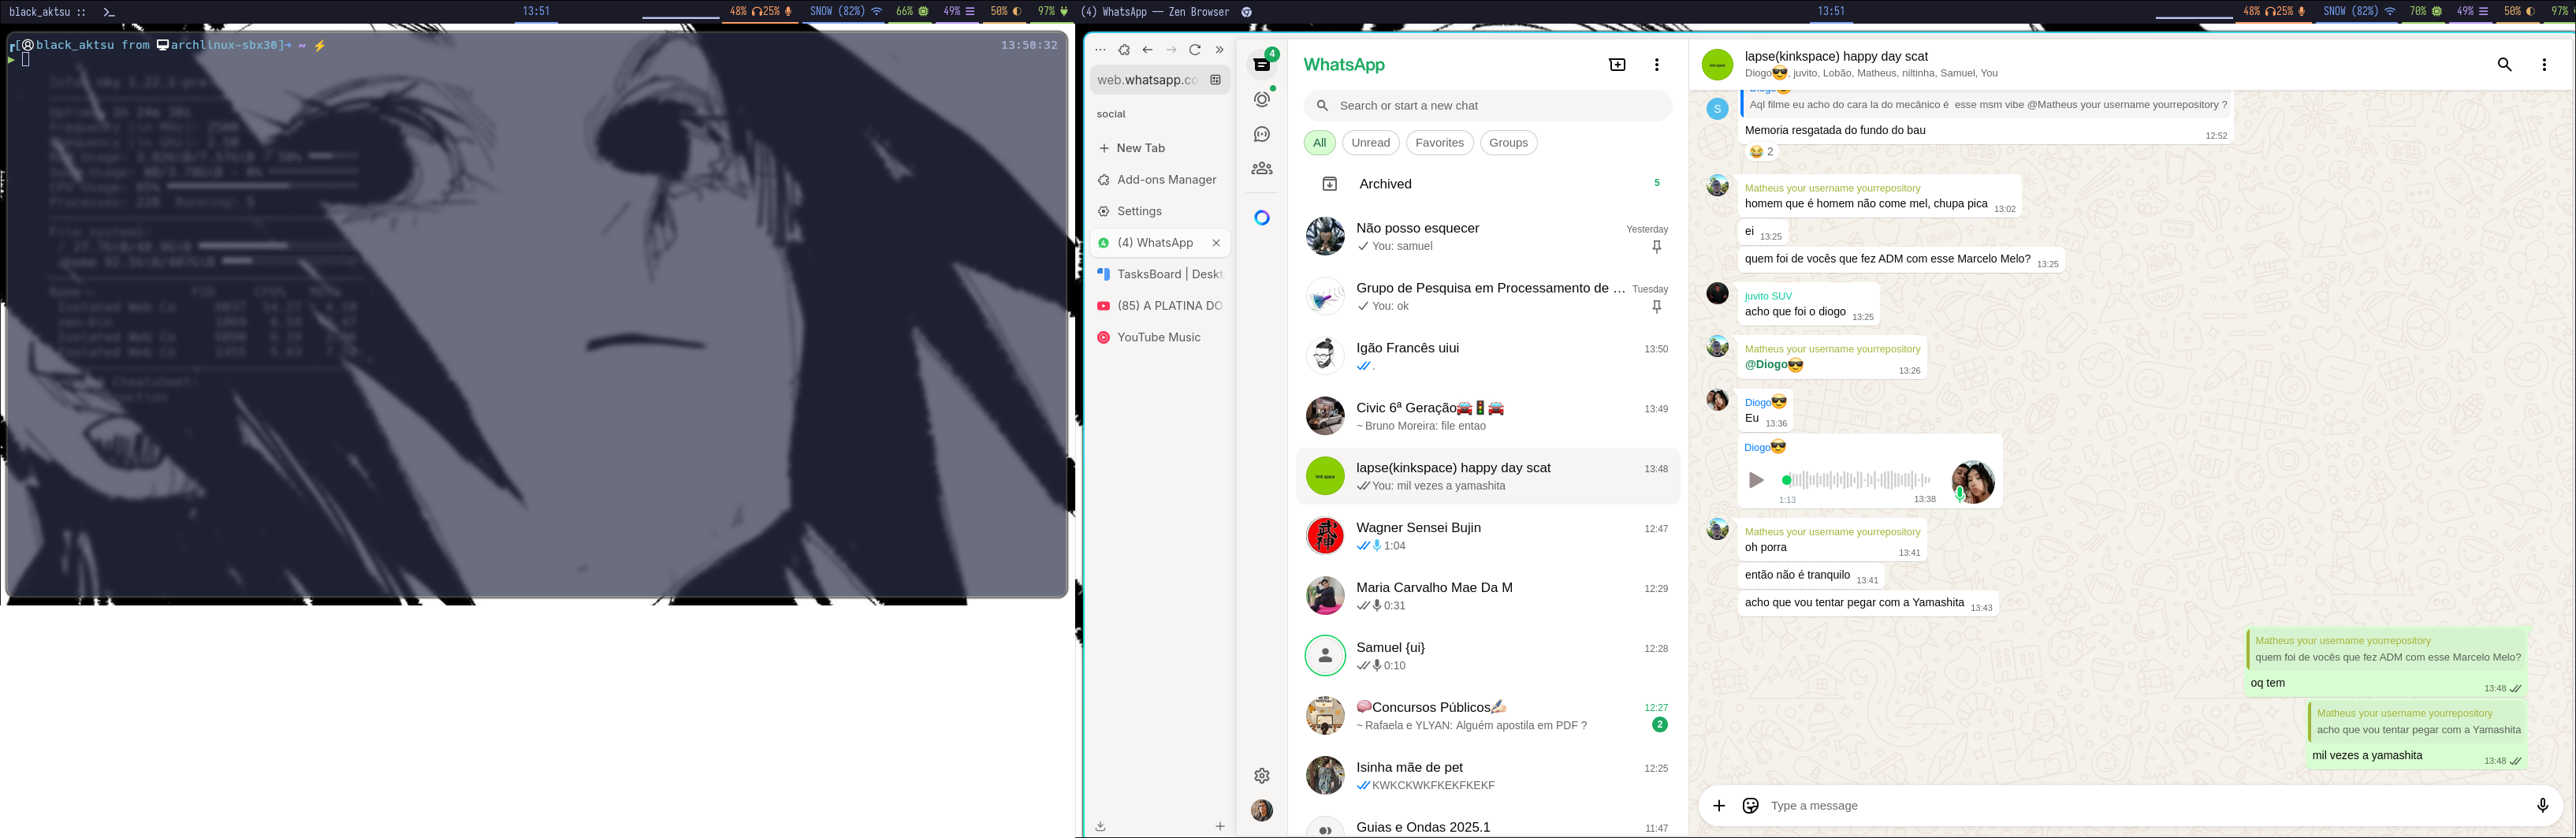 black_aktsu ::
13:51
48% 25%
SNOW (82%)
66%
49%
50%
97%
(4) WhatsApp — Zen Browser
13:51
48% 25%
SNOW (82%)
70%
49%
50%
97%
[black_aktsu from archlinux-sbx30]→ ~
13:50:32
web.whatsapp.co
social
New Tab
Add-ons Manager
Settings
(4) WhatsApp
TasksBoard | Deskt
(85) A PLATINA DO
YouTube Music
4
WhatsApp
Search or start a new chat
All
Unread
Favorites
Groups
Archived
5
Não posso esquecer
Yesterday
You: samuel
Grupo de Pesquisa em Processamento de ...
Tuesday
You: ok
Igão Francês uiui
13:50
.
Civic 6ª Geração🚘🚦🚘
13:49
~ Bruno Moreira: file entao
lapse(kinkspace) happy day scat
13:48
You: mil vezes a yamashita
Wagner Sensei Bujin
12:47
1:04
Maria Carvalho Mae Da M
12:29
0:31
Samuel {ui}
12:28
0:10
🧠Concursos Públicos✍🏻
12:27
~ Rafaela e YLYAN: Alguém apostila em PDF ?
2
Isinha mãe de pet
12:25
KWKCKWKFKEKFKEKF
Guias e Ondas 2025.1
11:47
lapse(kinkspace) happy day scat
Diogo😎, juvito, Lobão, Matheus, niltinha, Samuel, You
S
Diogo😎
Aql filme eu acho do cara la do mecânico é esse msm vibe @Matheus your username yourrepository ?
Memoria resgatada do fundo do bau
12:52
😂 2
Matheus your username yourrepository
homem que é homem não come mel, chupa pica
13:02
ei
13:25
quem foi de vocês que fez ADM com esse Marcelo Melo?
13:25
juvito SUV
acho que foi o diogo
13:25
Matheus your username yourrepository
@Diogo😎
13:26
Diogo😎
Eu
13:36
Diogo😎
1:13
13:38
Matheus your username yourrepository
oh porra
13:41
então não é tranquilo
13:41
acho que vou tentar pegar com a Yamashita
13:43
Matheus your username yourrepository
quem foi de vocês que fez ADM com esse Marcelo Melo?
oq tem
13:48
Matheus your username yourrepository
acho que vou tentar pegar com a Yamashita
mil vezes a yamashita
13:48
Type a message